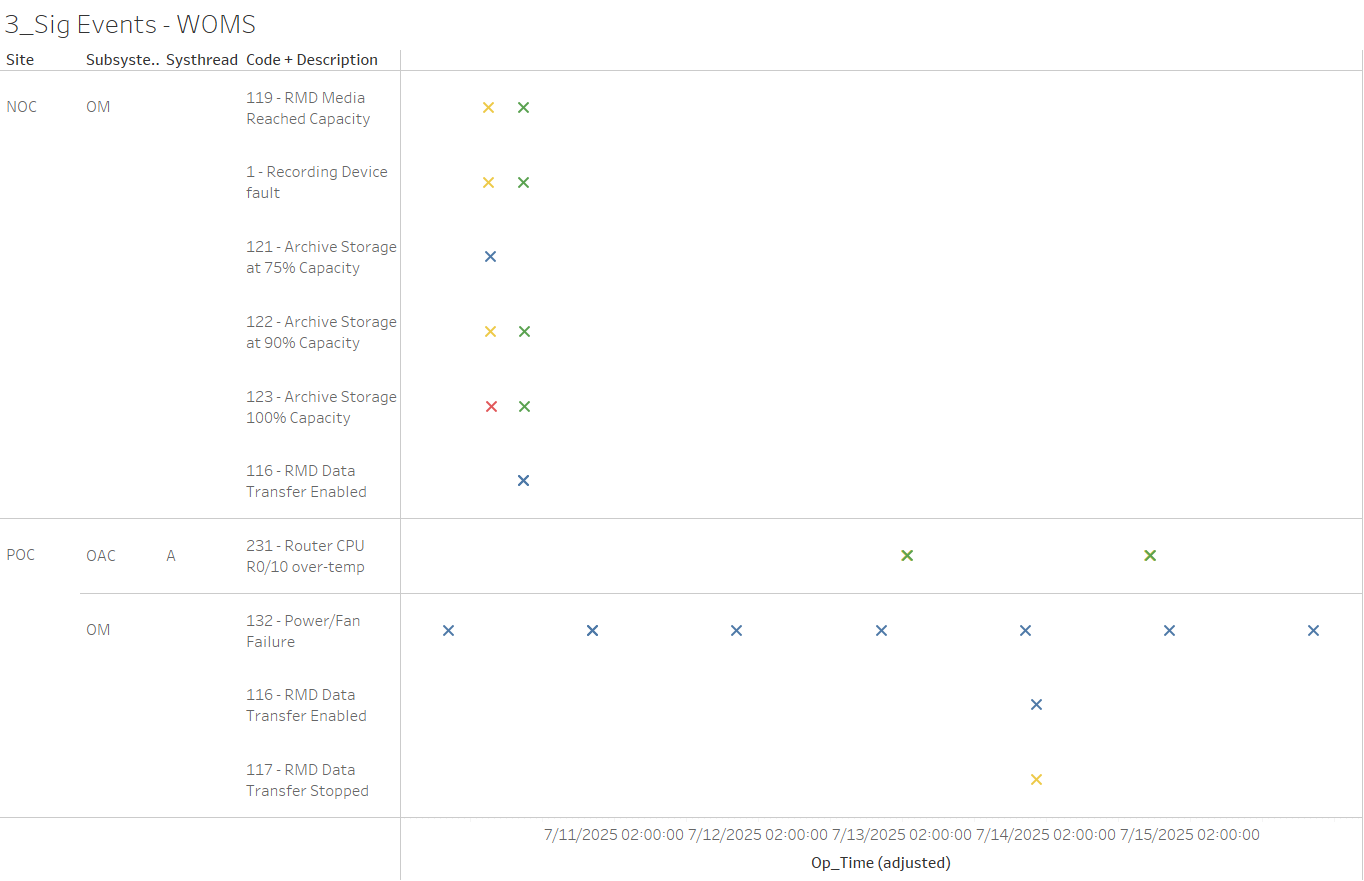 3_Sig Events - WOMS
Site Subsyste.. Systhread Code + Description
NOC OM 119 - RMD Media
Reached Capacity
1 - Recording Device
fault
121 - Archive Storage
at 75% Capacity
122 - Archive Storage
at 90% Capacity
123 - Archive Storage
100% Capacity
116 - RMD Data
Transfer Enabled
POC OAC A 231 - Router CPU
R0/10 over-temp
OM 132 - Power/Fan
Failure
116 - RMD Data
Transfer Enabled
117 - RMD Data
Transfer Stopped
7/11/2025 02:00:00 7/12/2025 02:00:00 7/13/2025 02:00:00 7/14/2025 02:00:00 7/15/2025 02:00:00
Op_Time (adjusted)